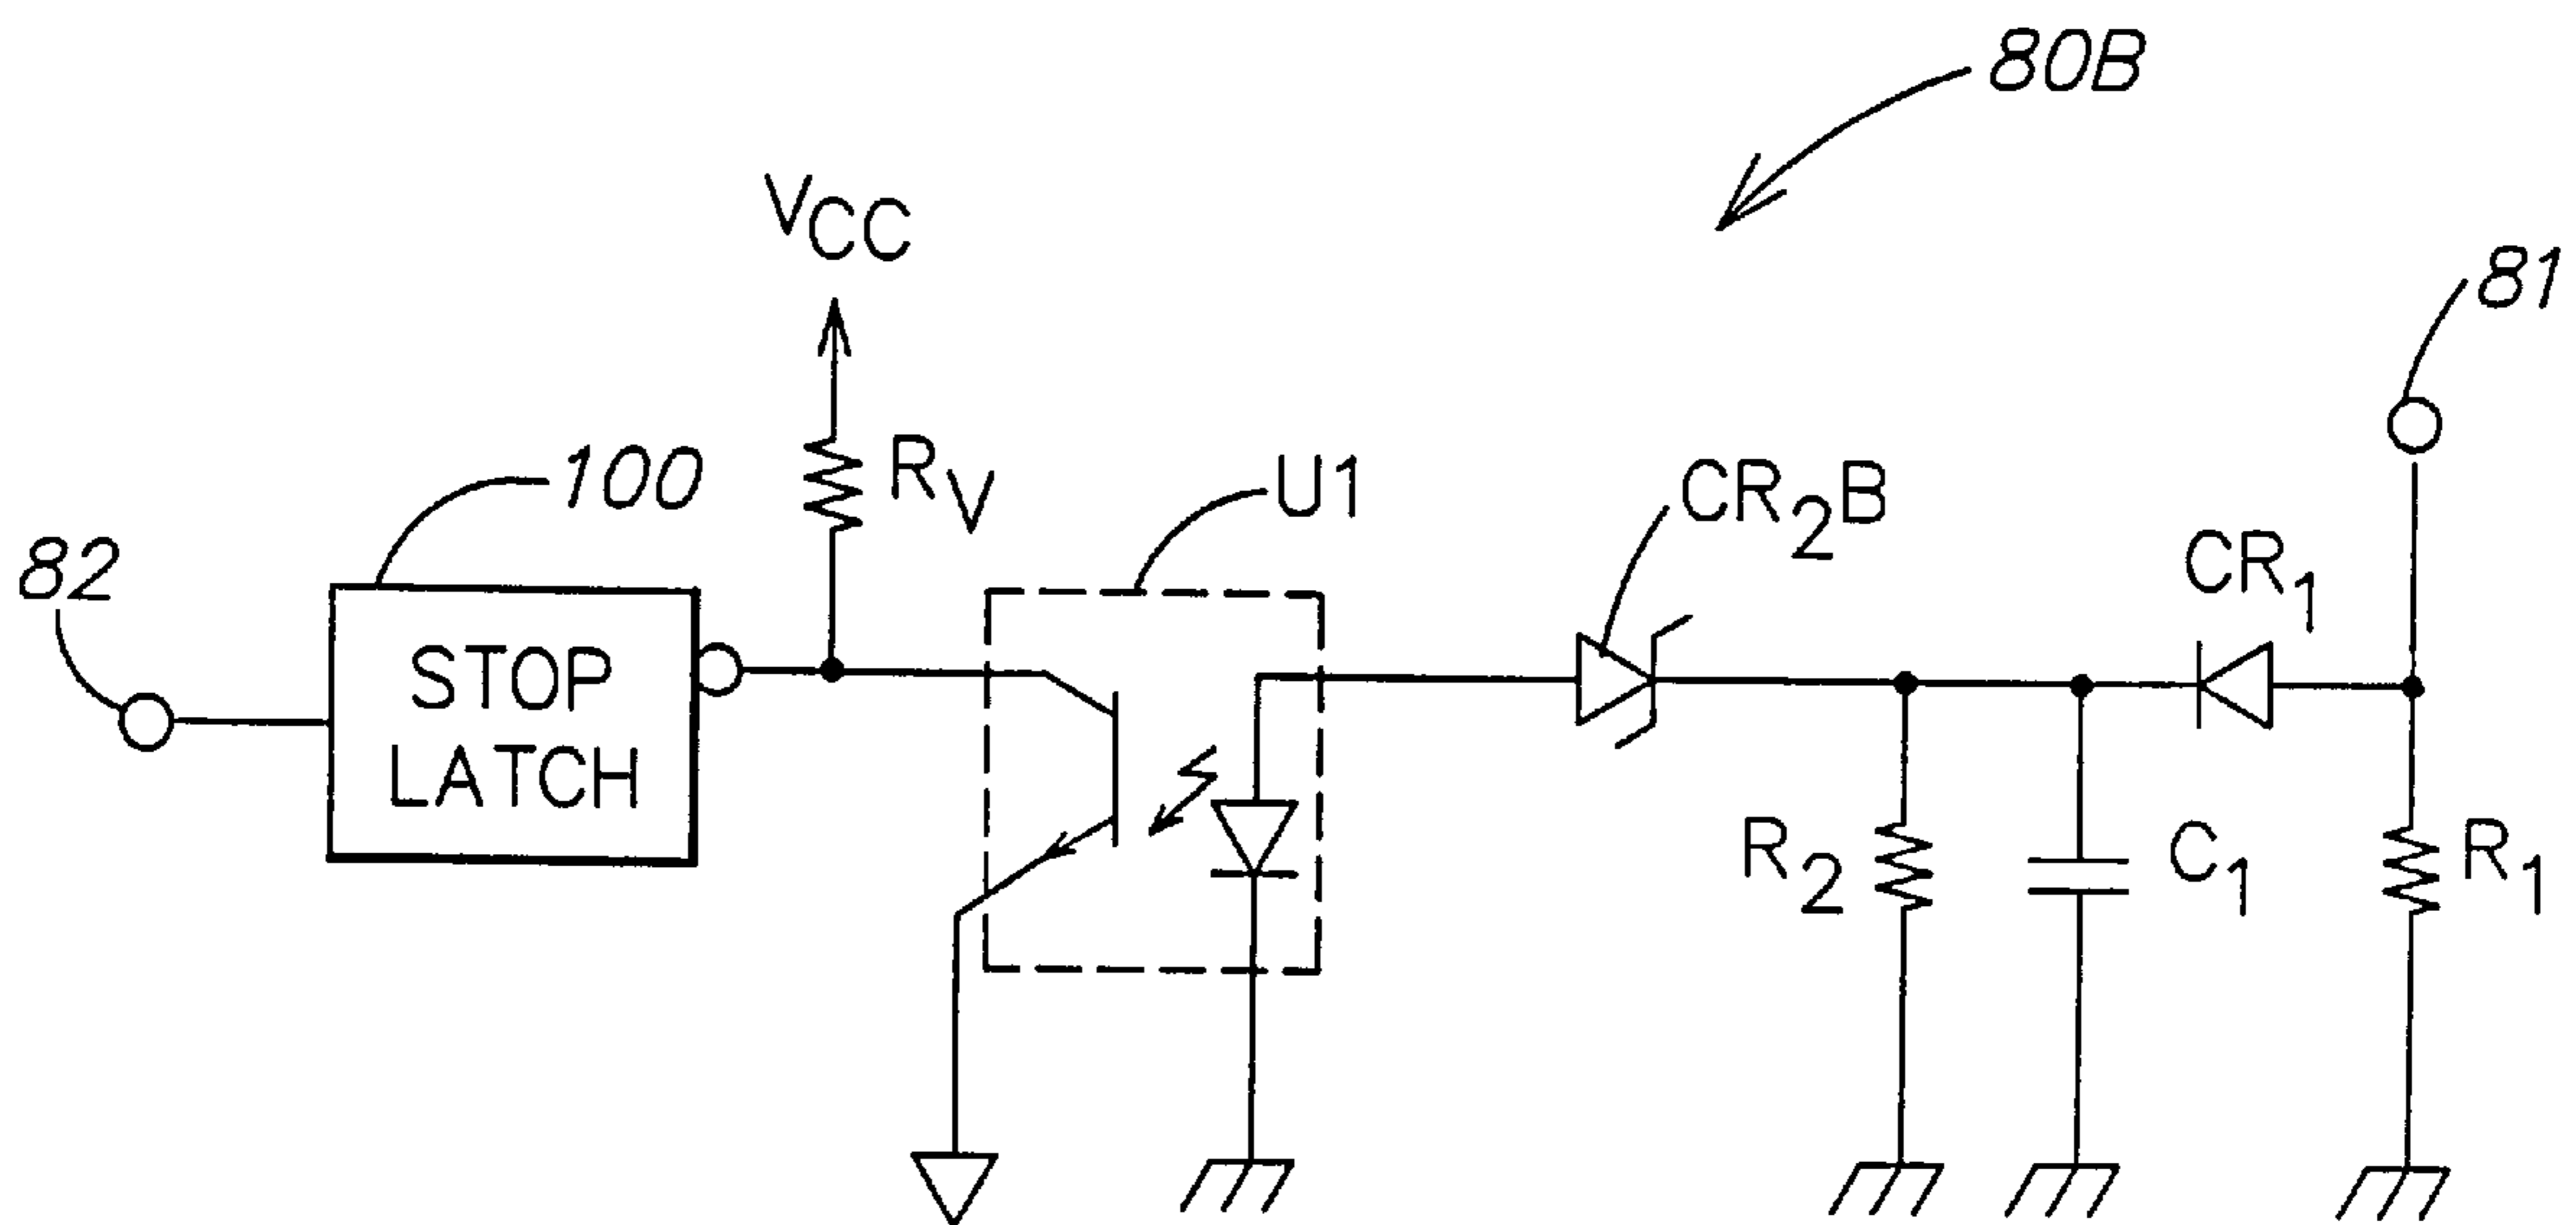 80B
VCC
81
100
RV
U1
CR2B
CR1
82
STOP
LATCH
R2
C1
R1